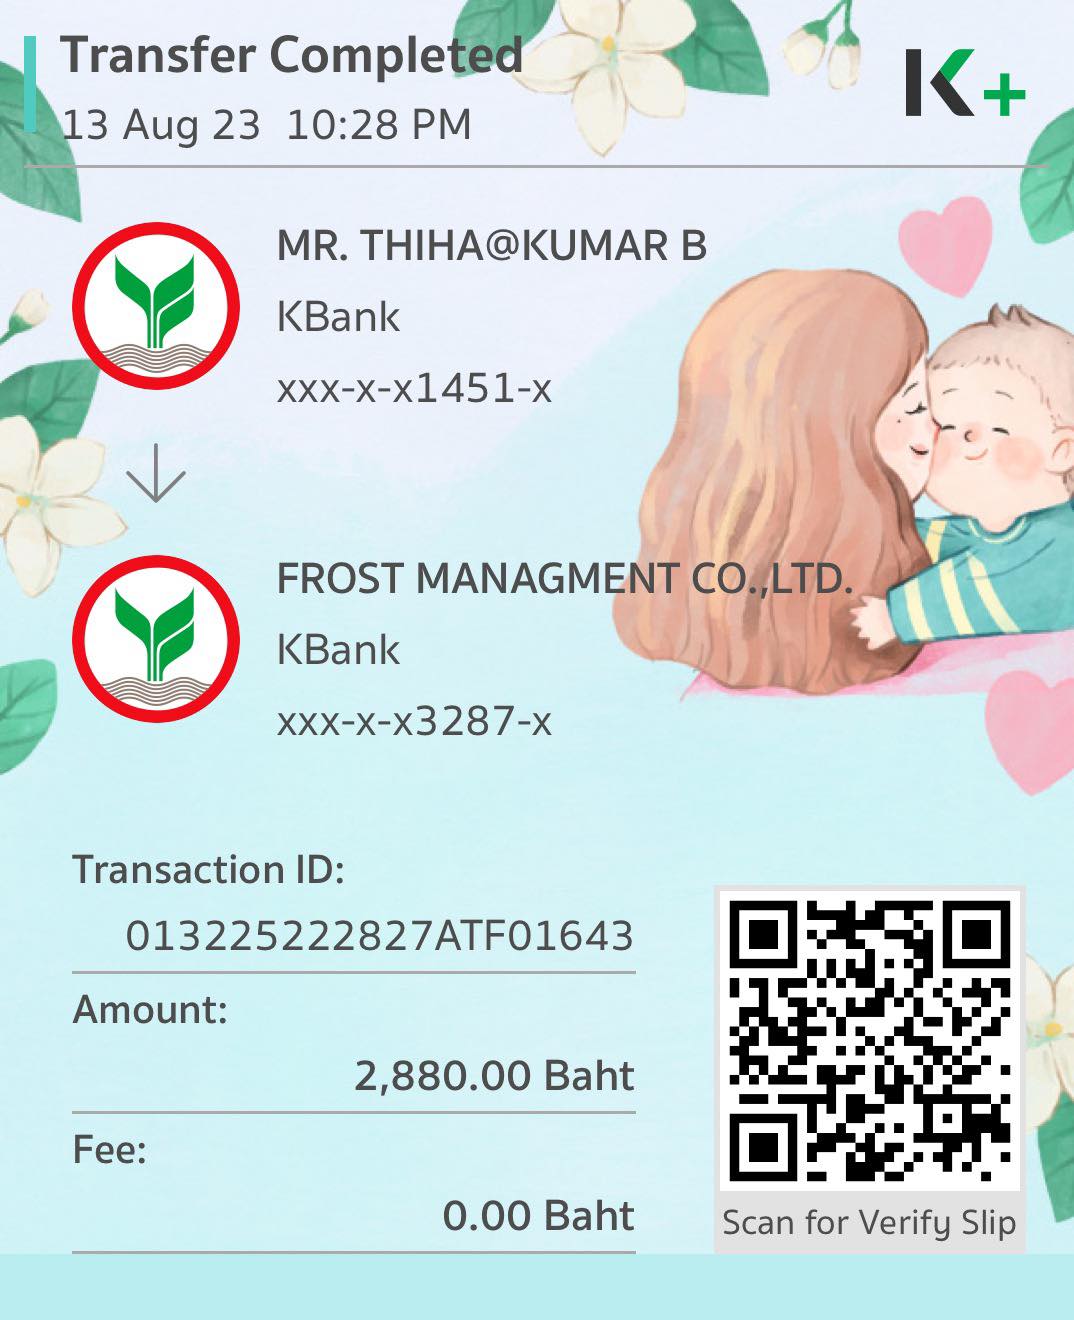 Transfer Completed
13 Aug 23 10:28 PM
K+
MR. THIHA@KUMAR B
KBank
xxx-x-x1451-x
FROST MANAGMENT CO.,LTD.
KBank
xxx-x-x3287-x
Transaction ID:
013225222827ATF01643
Amount:
2,880.00 Baht
Fee:
0.00 Baht
Scan for Verify Slip